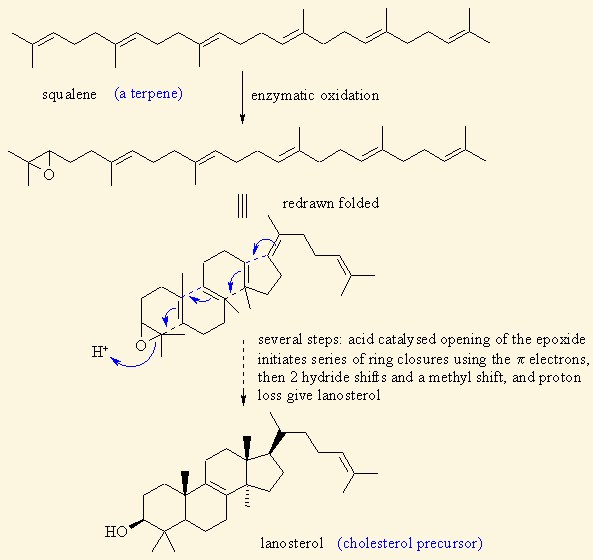 squalene (a terpene)
enzymatic oxidation
O
redrawn folded
O
H+
several steps: acid catalysed opening of the epoxide
initiates series of ring closures using the π electrons,
then 2 hydride shifts and a methyl shift, and proton
loss give lanosterol
HO
lanosterol (cholesterol precursor)